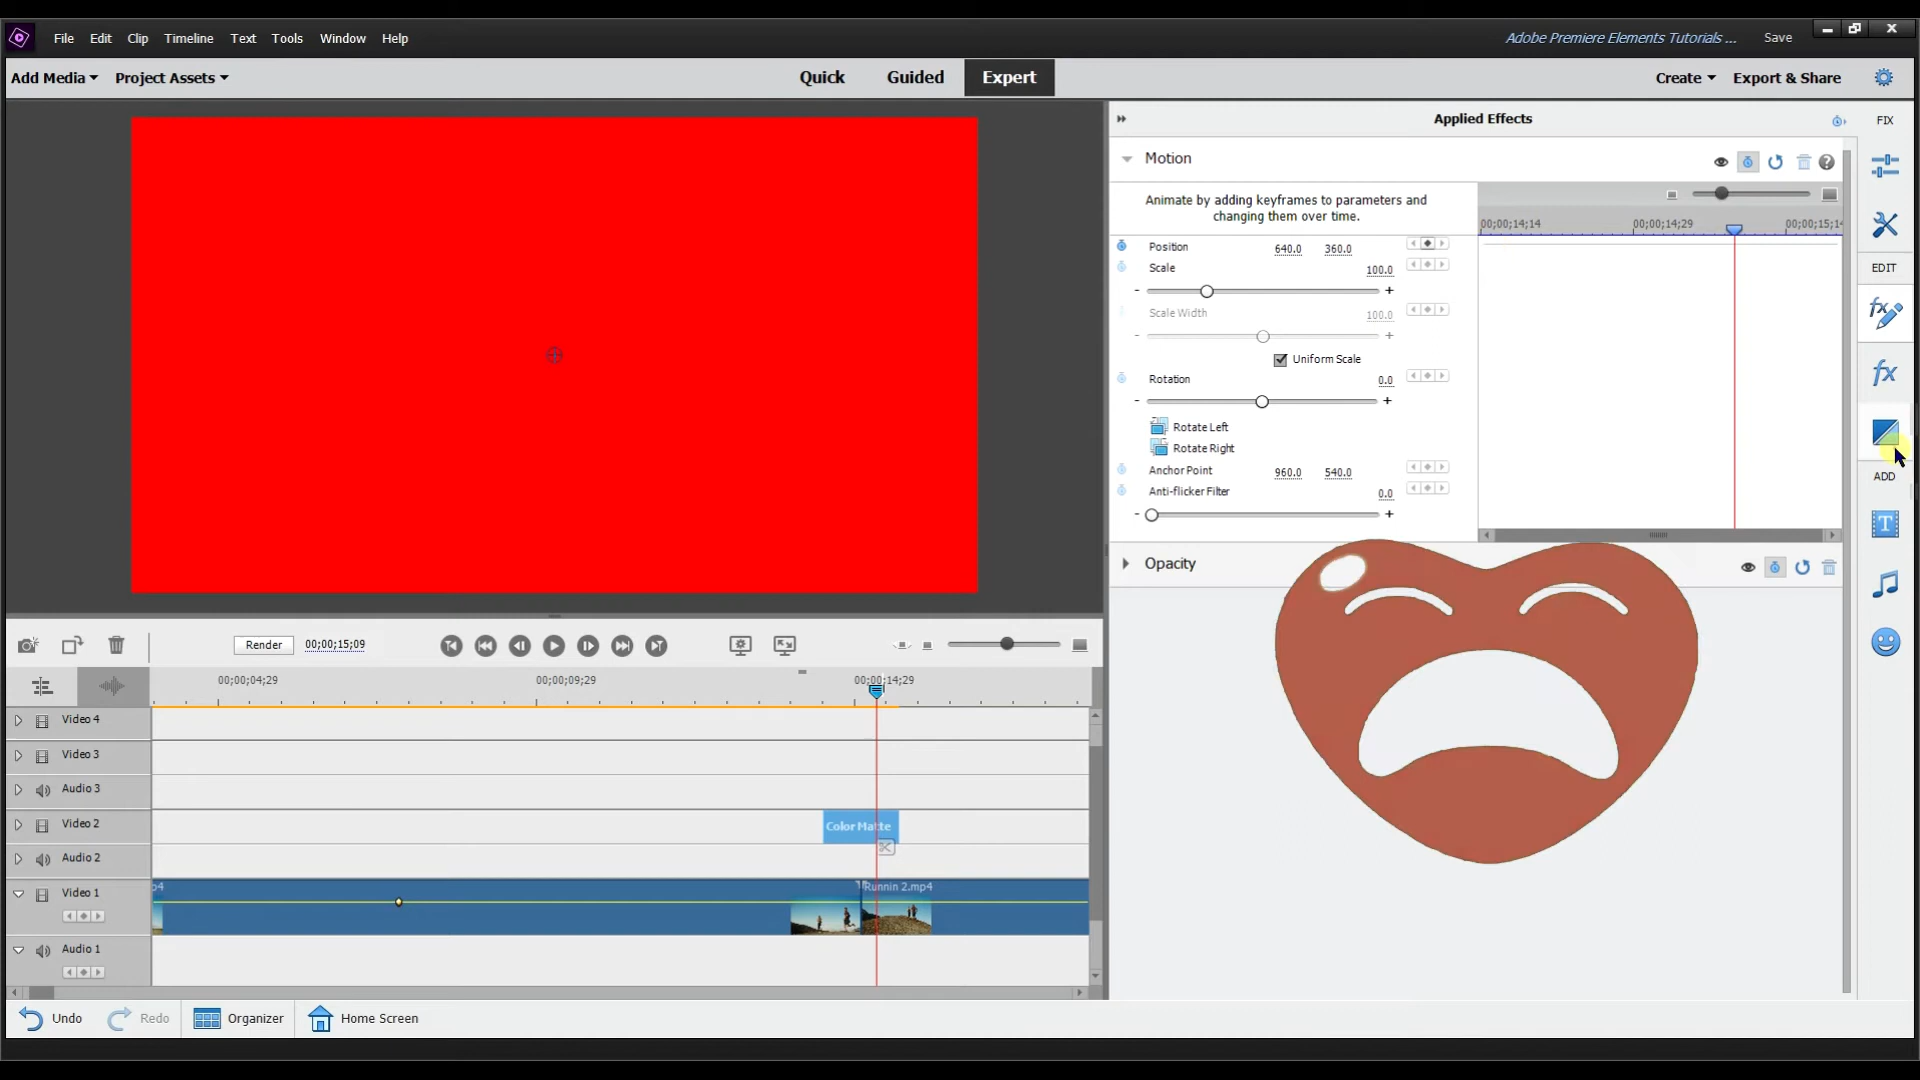 File Edit Clip Timeline Text Tools Window Help
Adobe Premiere Elements Tutorials ... Save
Add Media Project Assets
Quick Guided Expert
Create Export & Share
Applied Effects
FIX
Motion
Animate by adding keyframes to parameters and
changing them over time.
00;00;14;14 00;00;14;29 00;00;15;14
Position 640.0 360.0
Scale 100.0
EDIT
- +
Scale Width 100.0
- +
Uniform Scale
Rotation 0.0
- +
Rotate Left
Rotate Right
Anchor Point 960.0 540.0
ADD
Anti-flicker Filter 0.0
- +
Opacity
Render 00;00;15;09
00;00;04;29 00;00;09;29 00;00;14;29
Video 4
Video 3
Audio 3
Video 2
Color Matte
Audio 2
Video 1
p4 Runnin 2.mp4
Audio 1
Undo Redo Organizer Home Screen